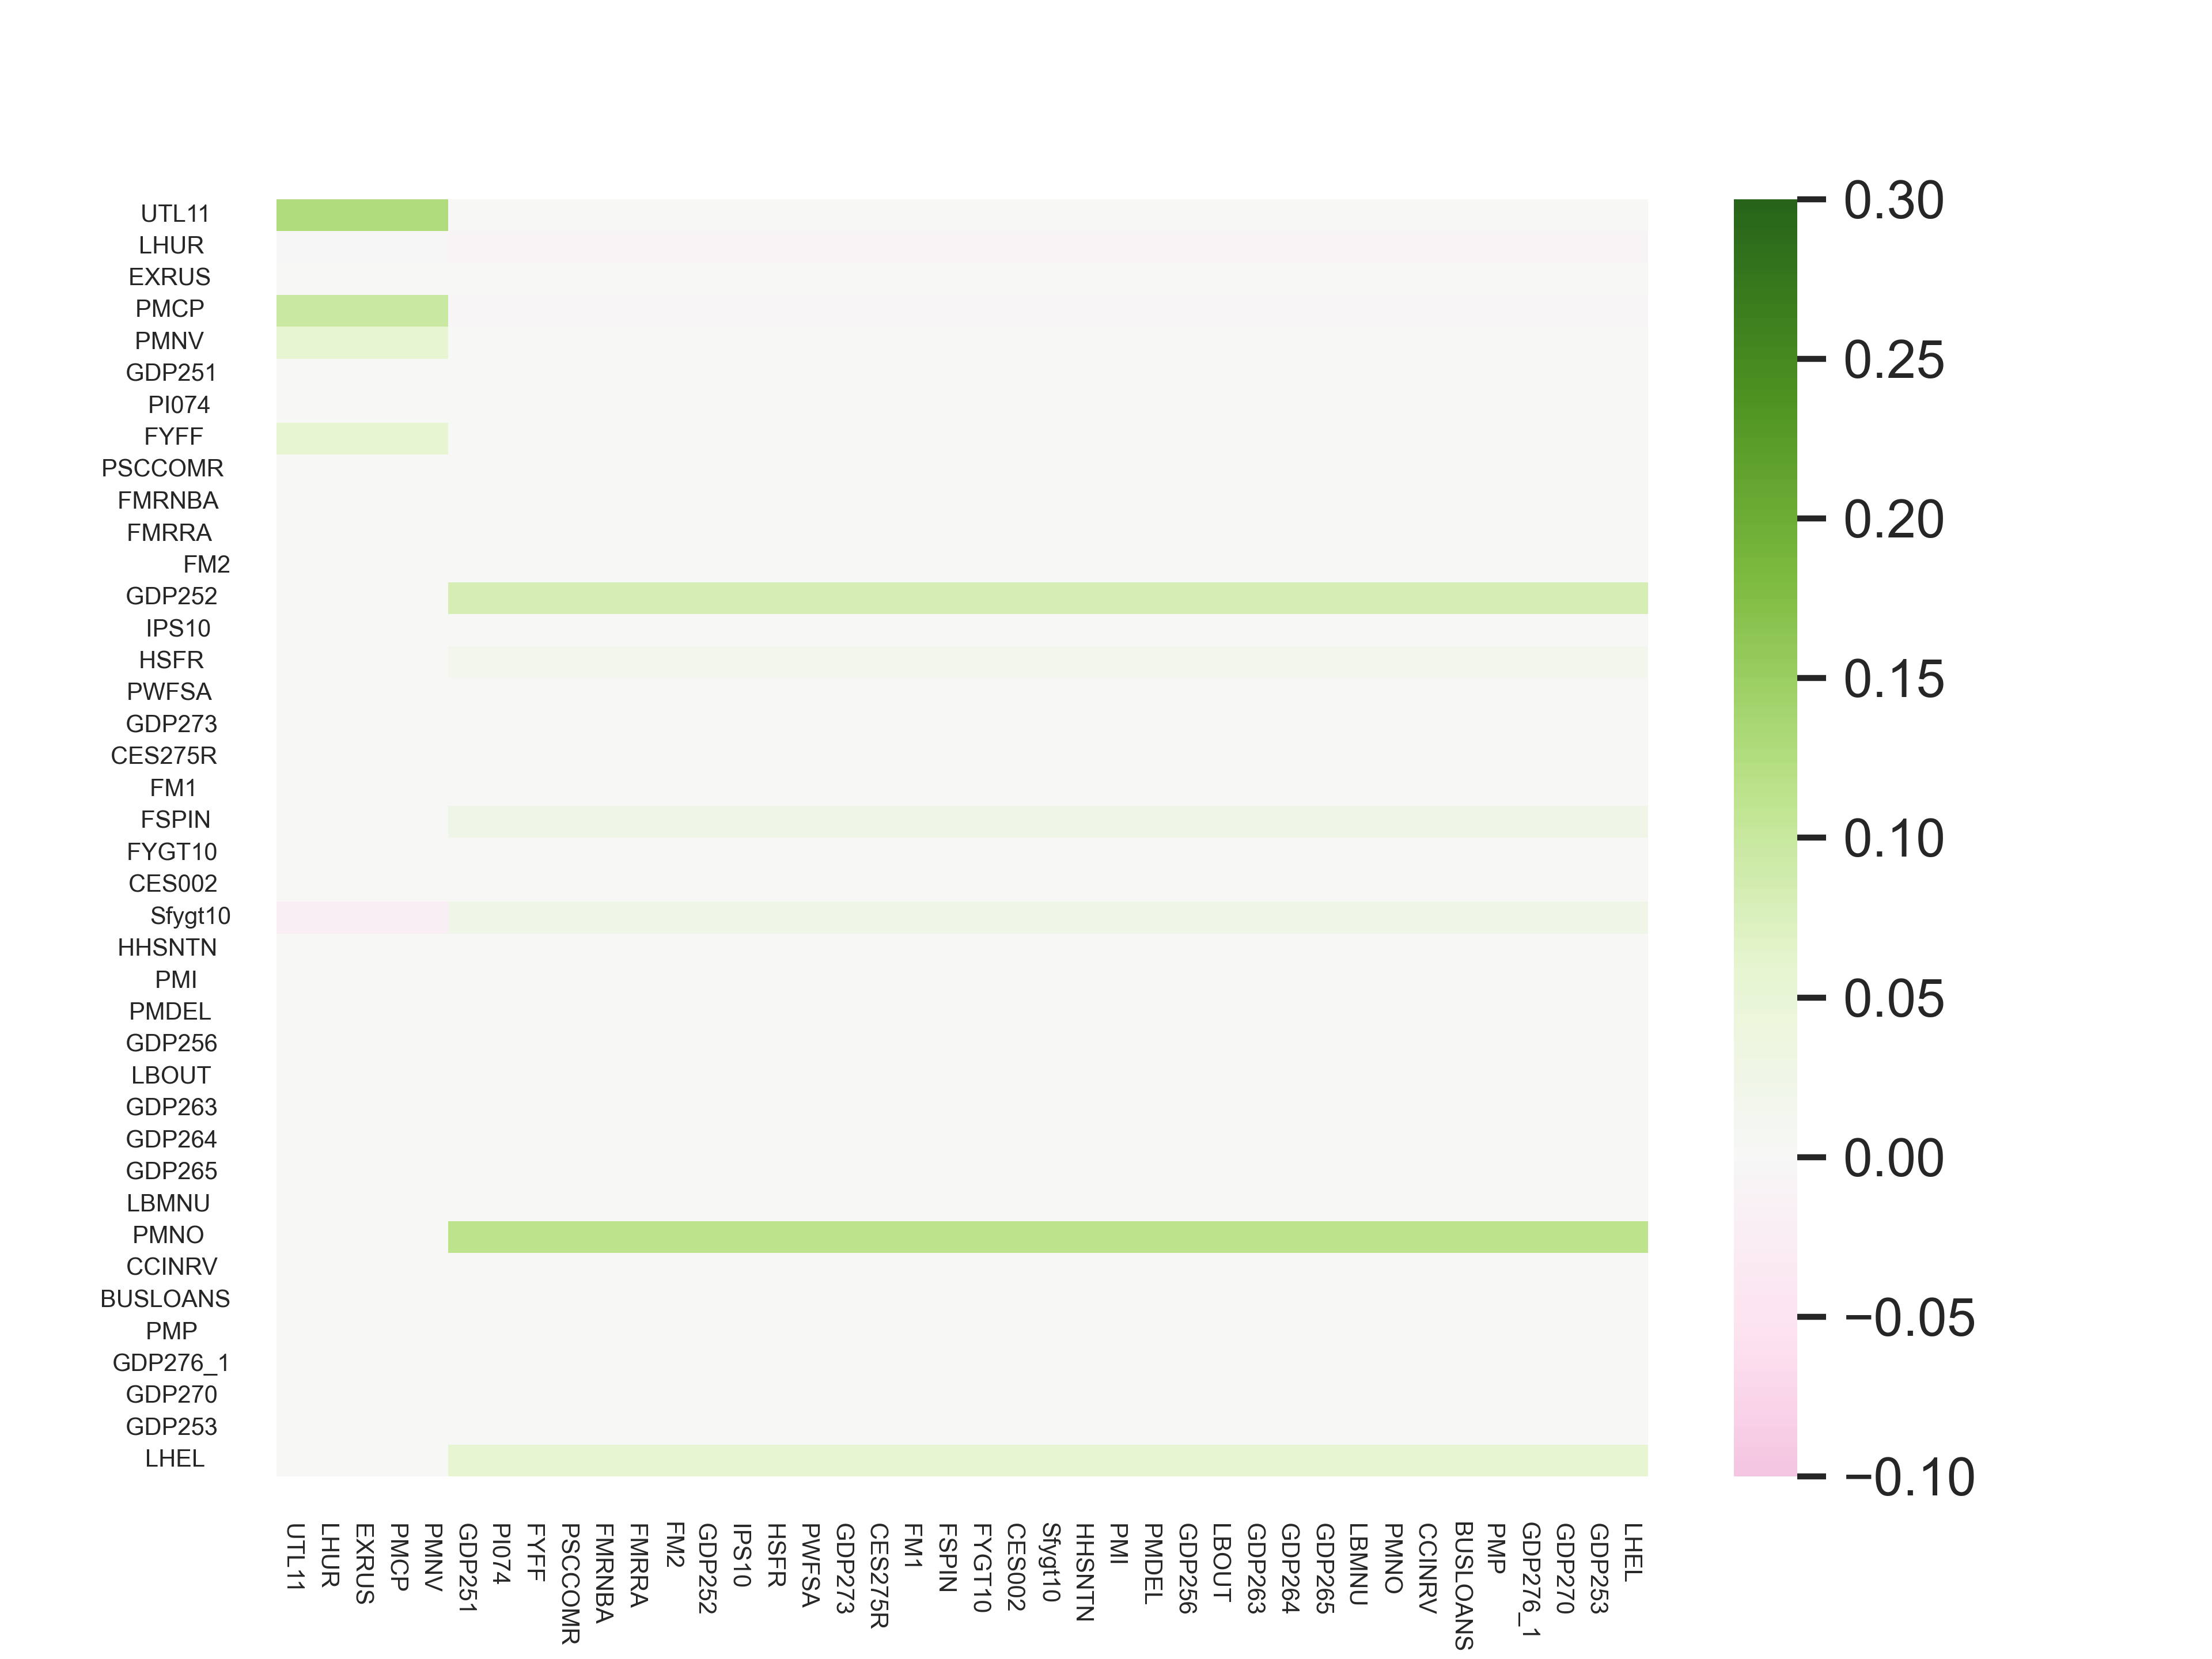 UTL11
LHUR
EXRUS
PMCP
PMNV
GDP251
PI074
FYFF
PSCCOMR
FMRNBA
FMRRA
FM2
GDP252
IPS10
HSFR
PWFSA
GDP273
CES275R
FM1
FSPIN
FYGT10
CES002
Sfygt10
HHSNTN
PMI
PMDEL
GDP256
LBOUT
GDP263
GDP264
GDP265
LBMNU
PMNO
CCINRV
BUSLOANS
PMP
GDP276_1
GDP270
GDP253
LHEL
UTL11
LHUR
EXRUS
PMCP
PMNV
GDP251
PI074
FYFF
PSCCOMR
FMRNBA
FMRRA
FM2
GDP252
IPS10
HSFR
PWFSA
GDP273
CES275R
FM1
FSPIN
FYGT10
CES002
Sfygt10
HHSNTN
PMI
PMDEL
GDP256
LBOUT
GDP263
GDP264
GDP265
LBMNU
PMNO
CCINRV
BUSLOANS
PMP
GDP276_1
GDP270
GDP253
LHEL
0.30
0.25
0.20
0.15
0.10
0.05
0.00
−0.05
−0.10